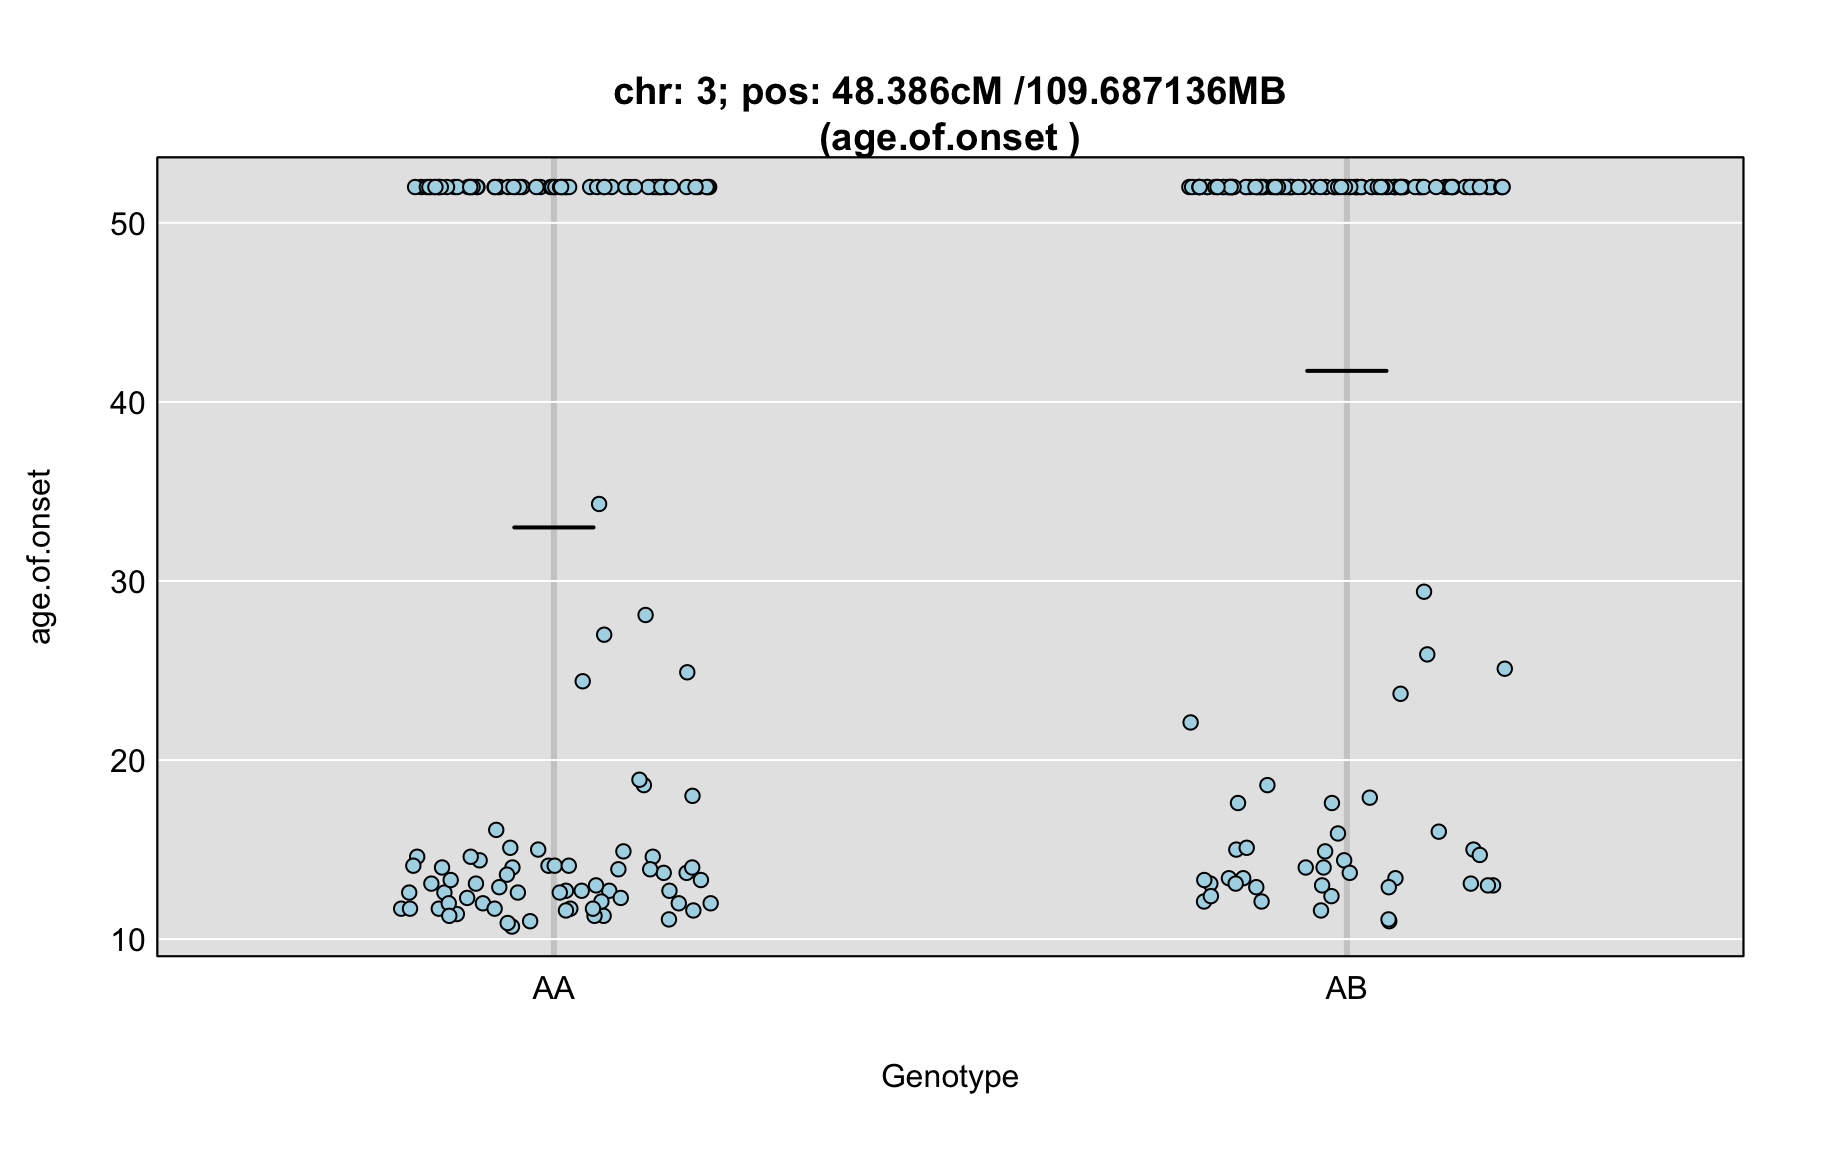 chr: 3; pos: 48.386cM /109.687136MB
(age.of.onset )
50
40
30
20
10
age.of.onset
AA
AB
Genotype